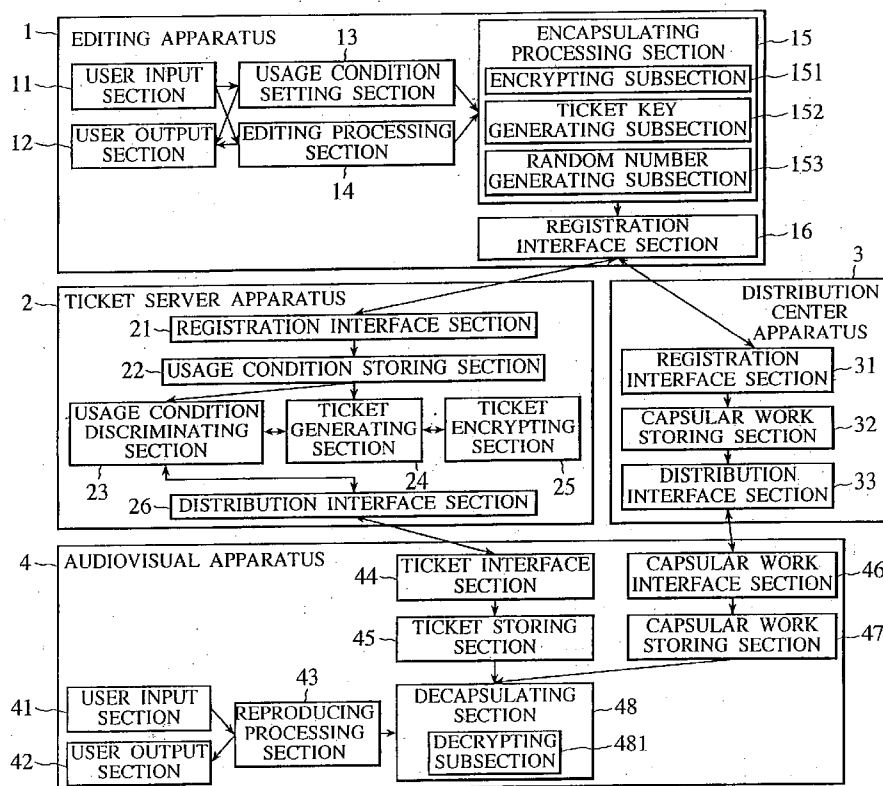 1
EDITING APPARATUS
13
ENCAPSULATING
PROCESSING SECTION
15
11
USER INPUT
SECTION
USAGE CONDITION
SETTING SECTION
ENCRYPTING SUBSECTION
151
12
USER OUTPUT
SECTION
EDITING PROCESSING
SECTION
14
TICKET KEY
GENERATING SUBSECTION
152
RANDOM NUMBER
GENERATING SUBSECTION
153
REGISTRATION
INTERFACE SECTION
16
2
TICKET SERVER APPARATUS
21
REGISTRATION INTERFACE SECTION
22
USAGE CONDITION STORING SECTION
USAGE CONDITION
DISCRIMINATING
SECTION
23
TICKET
GENERATING
SECTION
24
TICKET
ENCRYPTING
SECTION
25
26
DISTRIBUTION INTERFACE SECTION
3
DISTRIBUTION
CENTER
APPARATUS
REGISTRATION
INTERFACE SECTION
31
CAPSULAR WORK
STORING SECTION
32
DISTRIBUTION
INTERFACE SECTION
33
4
AUDIOVISUAL APPARATUS
44
TICKET INTERFACE
SECTION
CAPSULAR WORK
INTERFACE SECTION
46
45
TICKET STORING
SECTION
CAPSULAR WORK
STORING SECTION
47
41
USER INPUT
SECTION
42
USER OUTPUT
SECTION
43
REPRODUCING
PROCESSING
SECTION
DECAPSULATING
SECTION
48
DECRYPTING
SUBSECTION
481